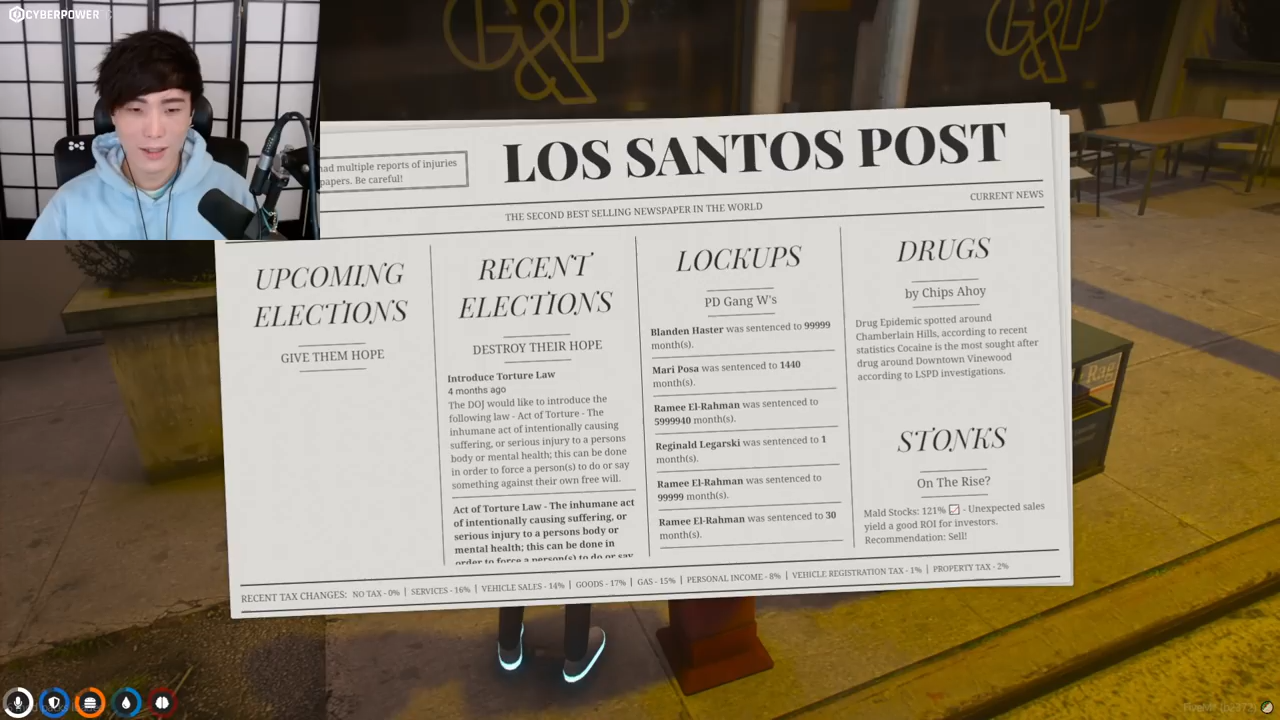 CYBERPOWER
G&P
G&P
had multiple reports of injuries
papers. Be careful!
LOS SANTOS POST
THE SECOND BEST SELLING NEWSPAPER IN THE WORLD
CURRENT NEWS
UPCOMING
ELECTIONS
GIVE THEM HOPE
RECENT
ELECTIONS
DESTROY THEIR HOPE
Introduce Torture Law
4 months ago
The DOJ would like to introduce the
following law - Act of Torture - The
inhumane act of intentionally causing
suffering, or serious injury to a persons
body or mental health; this can be done
in order to force a person(s) to do or say
something against their own free will.
Act of Torture Law - The inhumane act
of intentionally causing suffering, or
serious injury to a persons body or
mental health; this can be done in
order to force a person(s) to do or say
LOCKUPS
PD Gang W's
Blanden Haster was sentenced to 99999
month(s).
Mari Posa was sentenced to 1440
month(s).
Ramee El-Rahman was sentenced to
5999940 month(s).
Reginald Legarski was sentenced to 1
month(s).
Ramee El-Rahman was sentenced to
99999 month(s).
Ramee El-Rahman was sentenced to 30
month(s).
DRUGS
by Chips Ahoy
Drug Epidemic spotted around
Chamberlain Hills, according to recent
statistics Cocaine is the most sought after
drug around Downtown Vinewood
according to LSPD investigations.
STONKS
On The Rise?
Mald Stocks: 121% 📈 - Unexpected sales
yield a good ROI for investors.
Recommendation: Sell!
RECENT TAX CHANGES: NO TAX - 0% | SERVICES - 16% | VEHICLE SALES - 14% | GOODS - 17% | GAS - 15% | PERSONAL INCOME - 8% | VEHICLE REGISTRATION TAX - 1% | PROPERTY TAX - 2%
Rag